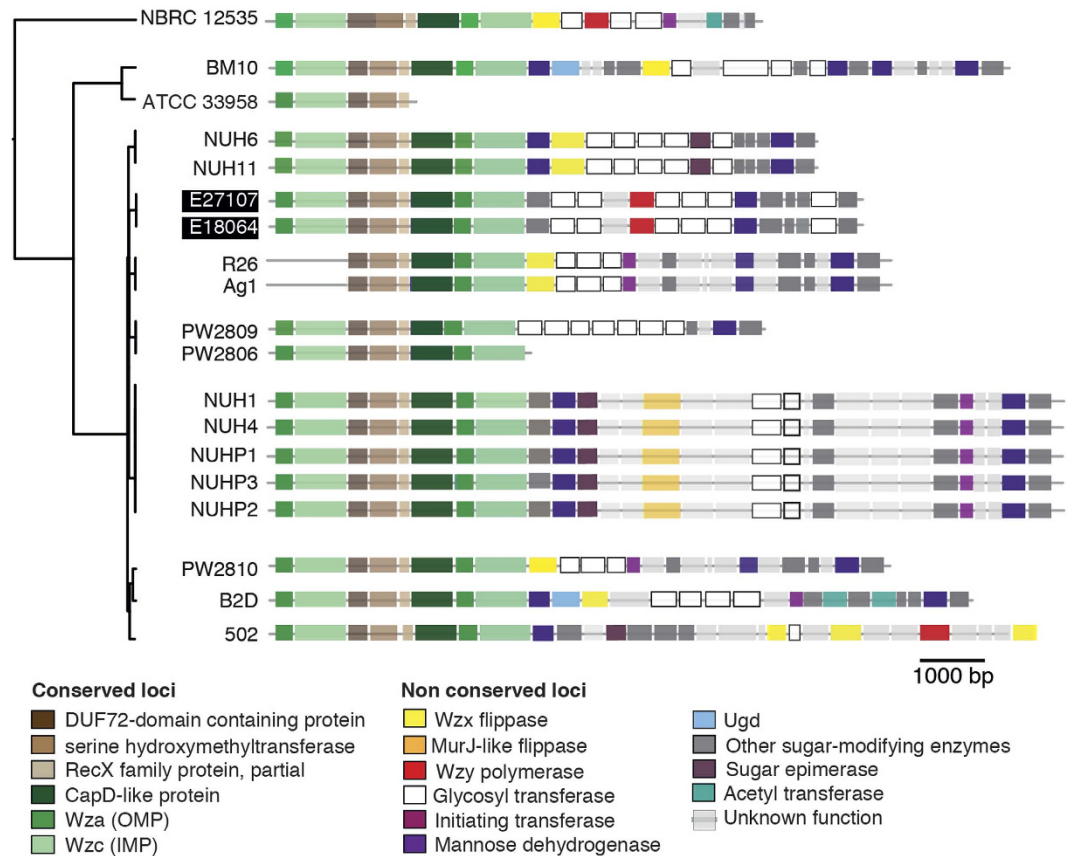 NBRC 12535
BM10
ATCC 33958
NUH6
NUH11
E27107
E18064
R26
Ag1
PW2809
PW2806
NUH1
NUH4
NUHP1
NUHP3
NUHP2
PW2810
B2D
502
1000 bp
Conserved loci
DUF72-domain containing protein
serine hydroxymethyltransferase
RecX family protein, partial
CapD-like protein
Wza (OMP)
Wzc (IMP)
Non conserved loci
Wzx flippase
MurJ-like flippase
Wzy polymerase
Glycosyl transferase
Initiating transferase
Mannose dehydrogenase
Ugd
Other sugar-modifying enzymes
Sugar epimerase
Acetyl transferase
Unknown function